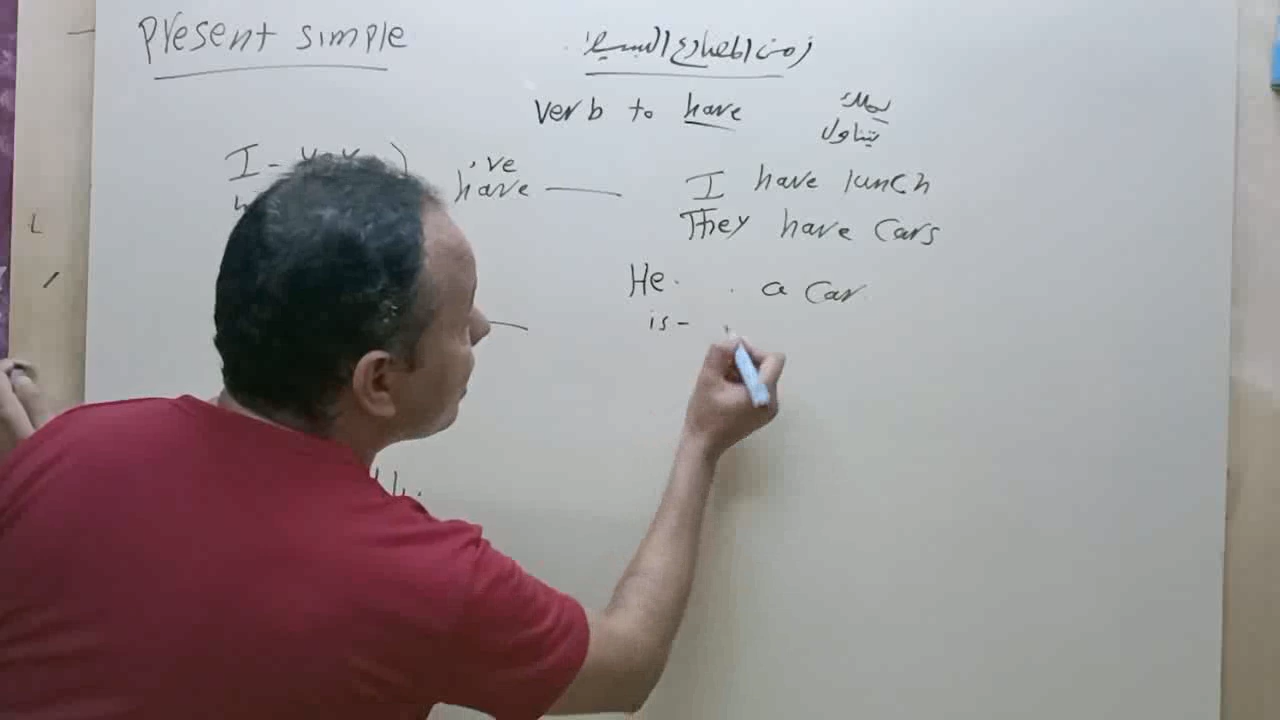 Present simple
زمن المضارع البسيط
verb to have
يملك
يتناول
I -
've
have
I have lunch
They have cars
He . . a car
is -